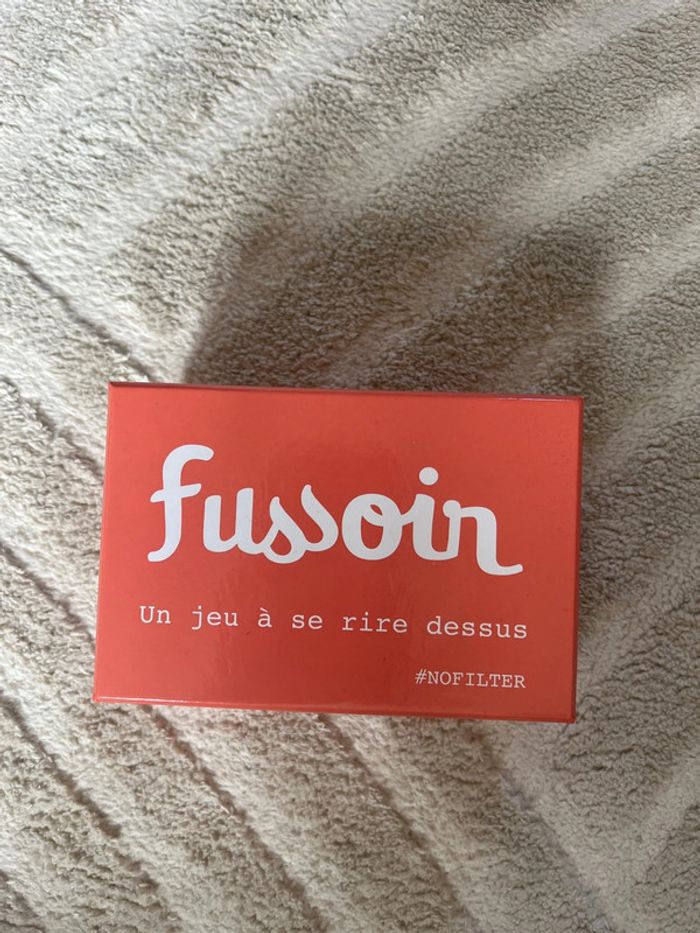 fussoir
Un jeu à se rire dessus
#NOFILTER